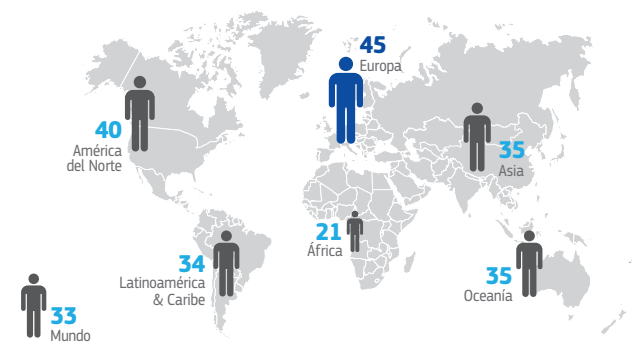 45
Europa
40
América
del Norte
35
Asia
21
África
34
Latinoamérica
& Caribe
35
Oceanía
33
Mundo